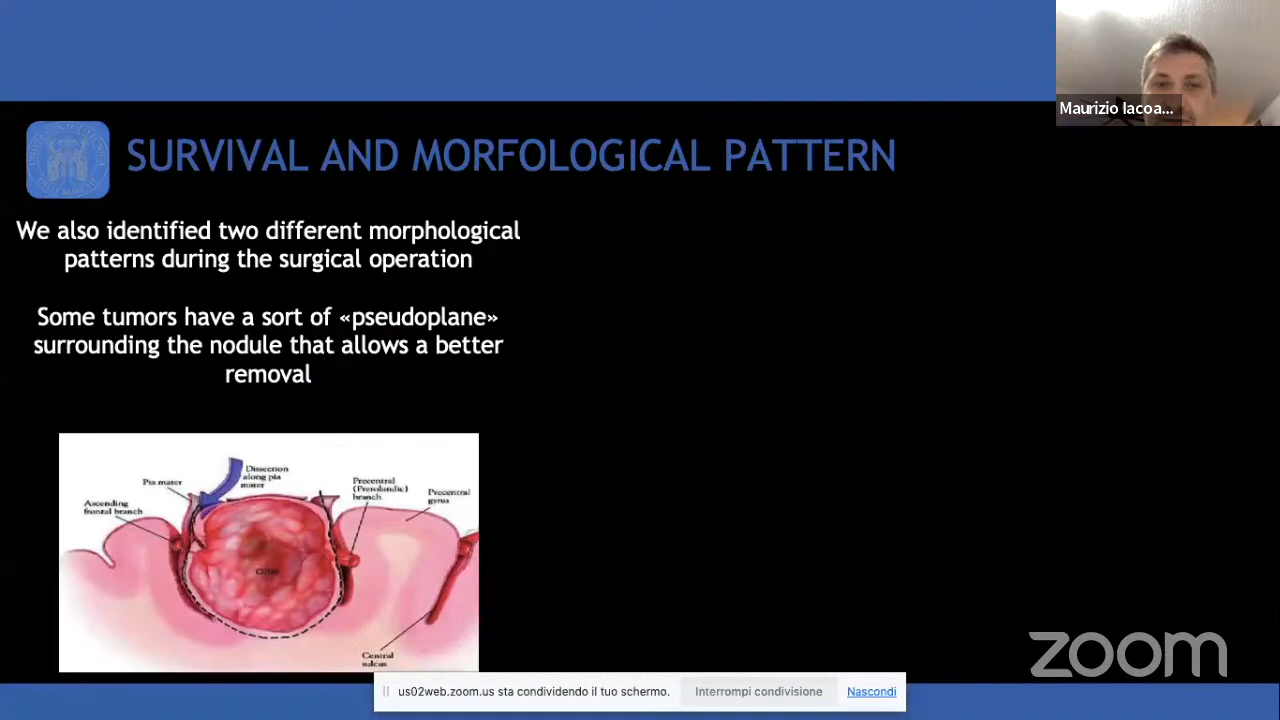 Maurizio Iacoa...
SURVIVAL AND MORFOLOGICAL PATTERN
We also identified two different morphological
patterns during the surgical operation
Some tumors have a sort of «pseudoplane»
surrounding the nodule that allows a better
removal
Dissection
along pia
mater
Pia mater
Ascending
frontal branch
Precentral
(Prerolandic)
branch
Precentral
gyrus
GBM
Central
sulcus
zoom
us02web.zoom.us sta condividendo il tuo schermo.
Interrompi condivisione
Nascondi